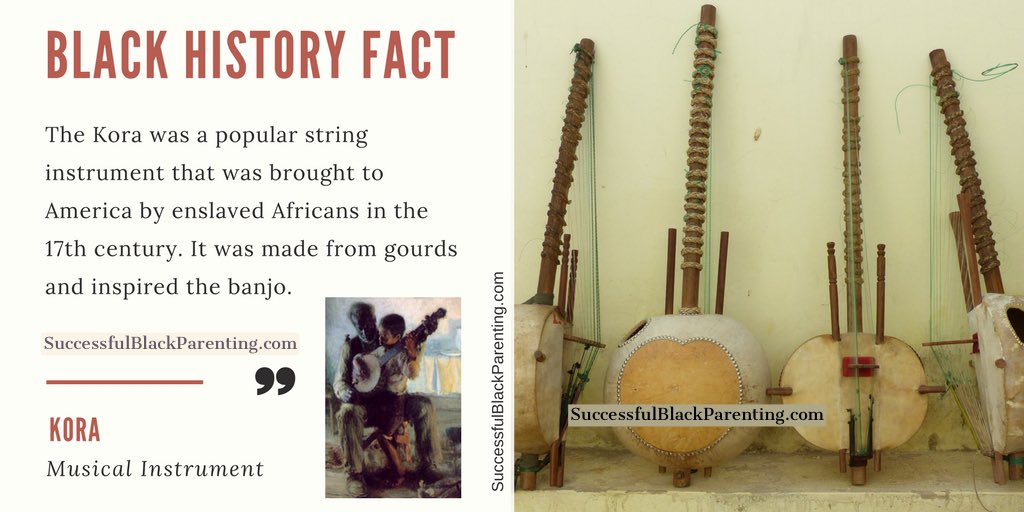 BLACK HISTORY FACT
The Kora was a popular string
instrument that was brought to
America by enslaved Africans in the
17th century. It was made from gourds
and inspired the banjo.
SuccessfulBlackParenting.com
”
KORA
Musical Instrument
SuccessfulBlackParenting.com
SuccessfulBlackParenting.com